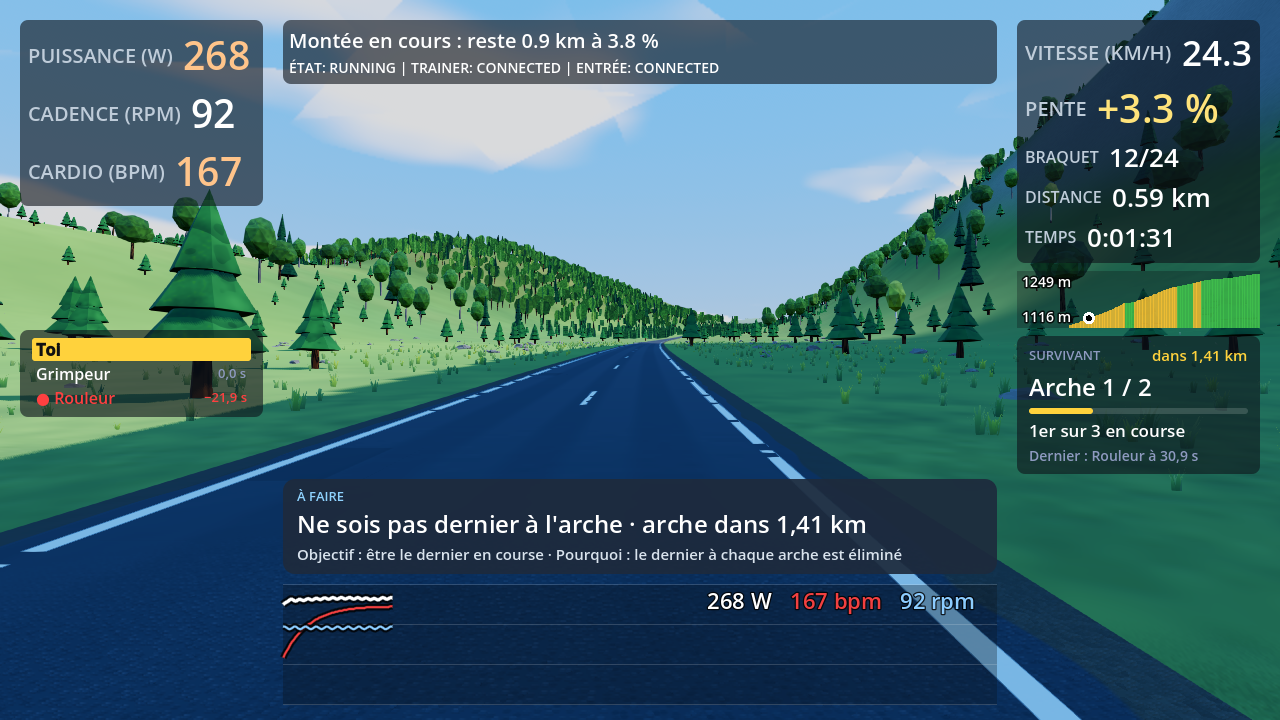 PUISSANCE (W) 268
CADENCE (RPM) 92
CARDIO (BPM) 167
Montée en cours : reste 0.9 km à 3.8 %
ÉTAT: RUNNING | TRAINER: CONNECTED | ENTRÉE: CONNECTED
VITESSE (KM/H) 24.3
PENTE +3.3 %
BRAQUET 12/24
DISTANCE 0.59 km
TEMPS 0:01:31
1249 m
1116 m
Toi
Grimpeur 0,0 s
Rouleur −21,9 s
SURVIVANT dans 1,41 km
Arche 1 / 2
1er sur 3 en course
Dernier : Rouleur à 30,9 s
À FAIRE
Ne sois pas dernier à l'arche · arche dans 1,41 km
Objectif : être le dernier en course · Pourquoi : le dernier à chaque arche est éliminé
268 W 167 bpm 92 rpm